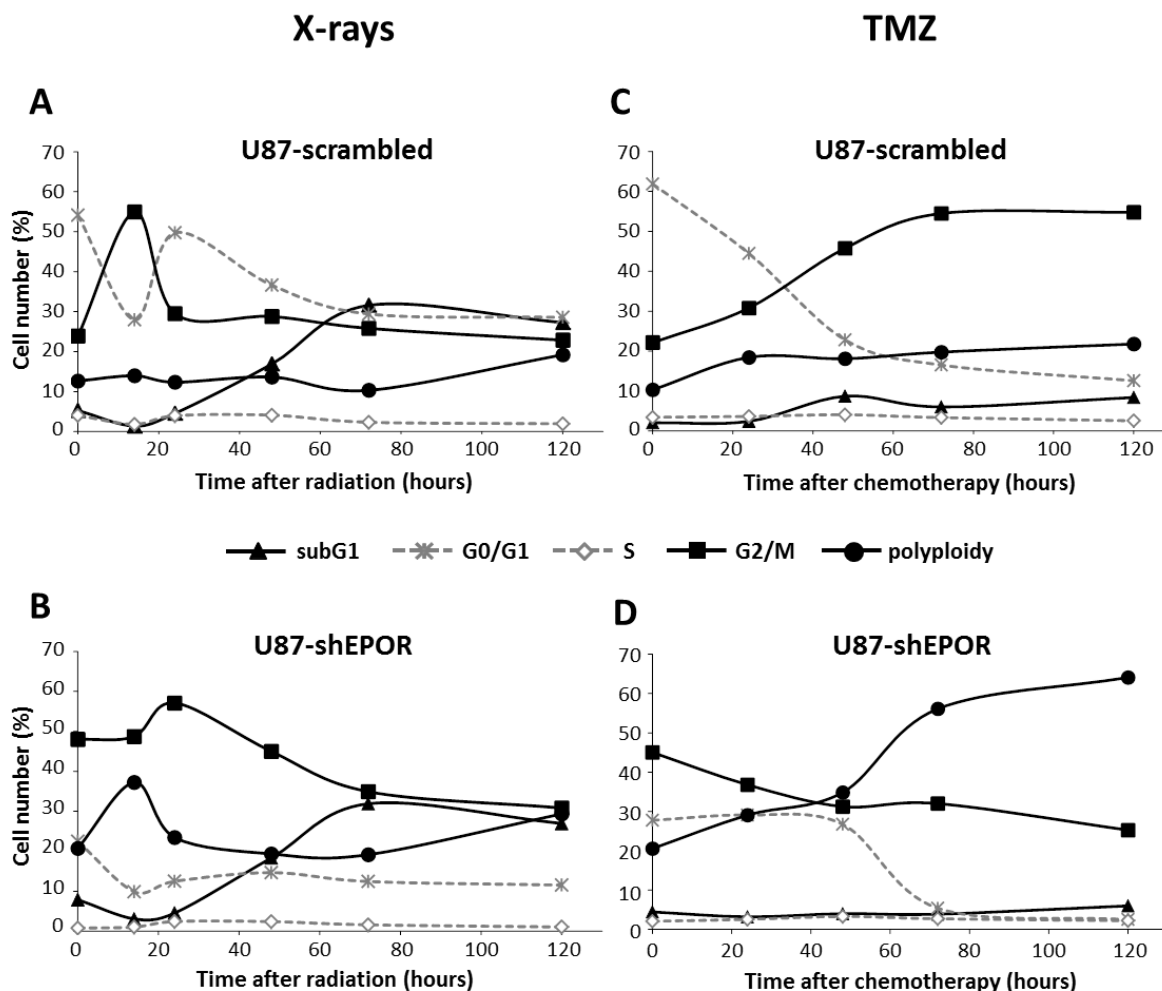 X-rays
TMZ
A
U87-scrambled
Cell number (%)
70
60
50
40
30
20
10
0
0 20 40 60 80 100 120
Time after radiation (hours)
C
U87-scrambled
70
60
50
40
30
20
10
0
0 20 40 60 80 100 120
Time after chemotherapy (hours)
subG1 G0/G1 S G2/M polyploidy
B
U87-shEPOR
Cell number (%)
70
60
50
40
30
20
10
0
0 20 40 60 80 100 120
Time after radiation (hours)
D
U87-shEPOR
70
60
50
40
30
20
10
0
0 20 40 60 80 100 120
Time after chemotherapy (hours)